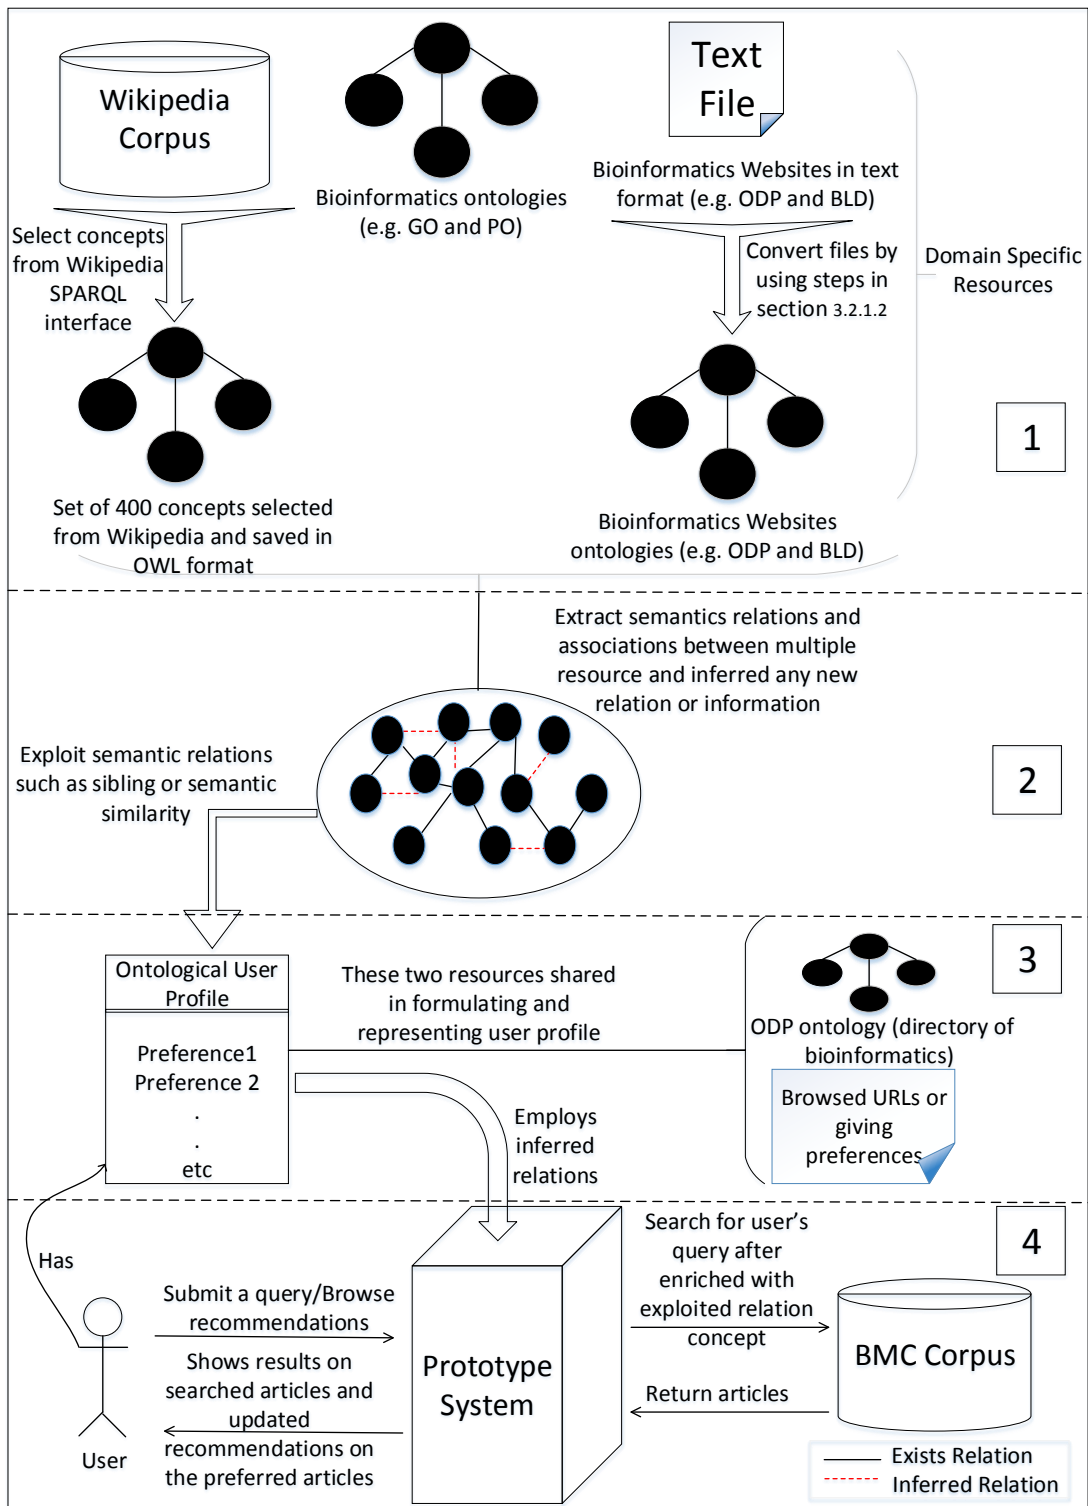 Wikipedia
Corpus
Text
File
Bioinformatics ontologies
(e.g. GO and PO)
Bioinformatics Websites in text
format (e.g. ODP and BLD)
Select concepts
from Wikipedia
SPARQL
interface
Convert files by
using steps in
section 3.2.1.2
Domain Specific
Resources
1
Set of 400 concepts selected
from Wikipedia and saved in
OWL format
Bioinformatics Websites
ontologies (e.g. ODP and BLD)
Extract semantics relations and
associations between multiple
resource and inferred any new
relation or information
Exploit semantic relations
such as sibling or semantic
similarity
2
Ontological User
Profile
Preference1
Preference 2
.
.
etc
These two resources shared
in formulating and
representing user profile
3
ODP ontology (directory of
bioinformatics)
Browsed URLs or
giving
preferences
Employs
inferred
relations
4
Has
User
Submit a query/Browse
recommendations
Shows results on
searched articles and
updated
recommendations on
the preferred articles
Prototype
System
Search for user's
query after
enriched with
exploited relation
concept
Return articles
BMC Corpus
Exists Relation
Inferred Relation